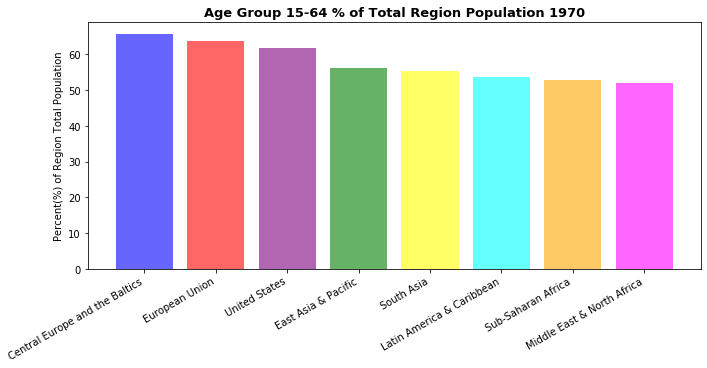 Age Group 15-64 % of Total Region Population 1970
Percent(%) of Region Total Population
60
50
40
30
20
10
0
Central Europe and the Baltics
European Union
United States
East Asia & Pacific
South Asia
Latin America & Caribbean
Sub-Saharan Africa
Middle East & North Africa